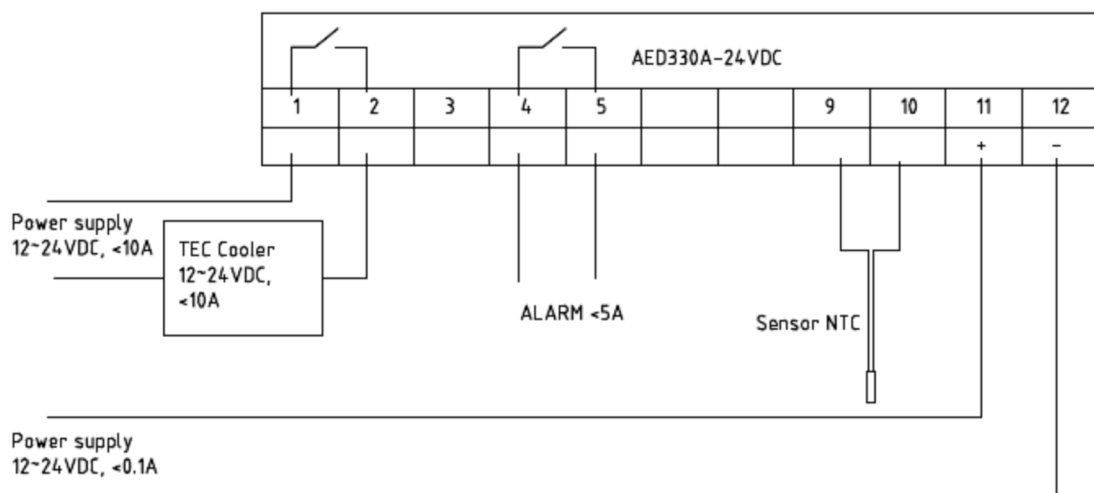 AED330A-24VDC
1 2 3 4 5 9 10 11 12
+ -
Power supply
12~24VDC, <10A
TEC Cooler
12~24VDC,
<10A
ALARM <5A
Sensor NTC
Power supply
12~24VDC, <0.1A